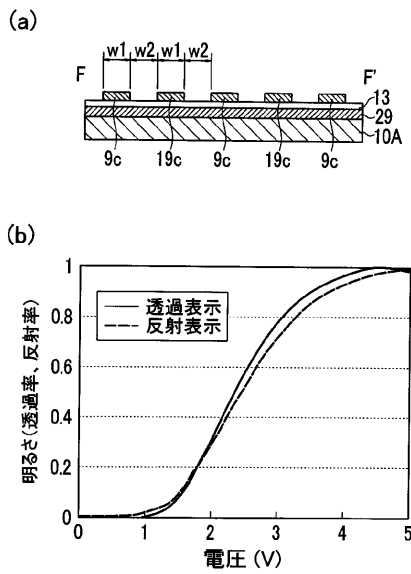 (a)
w1 w2 w1 w2
F F'
13
29
10A
9c 19c 9c 19c 9c
(b)
明るさ(透過率、反射率)
1
0.8
0.6
0.4
0.2
0
透過表示
反射表示
0 1 2 3 4 5
電圧(V)